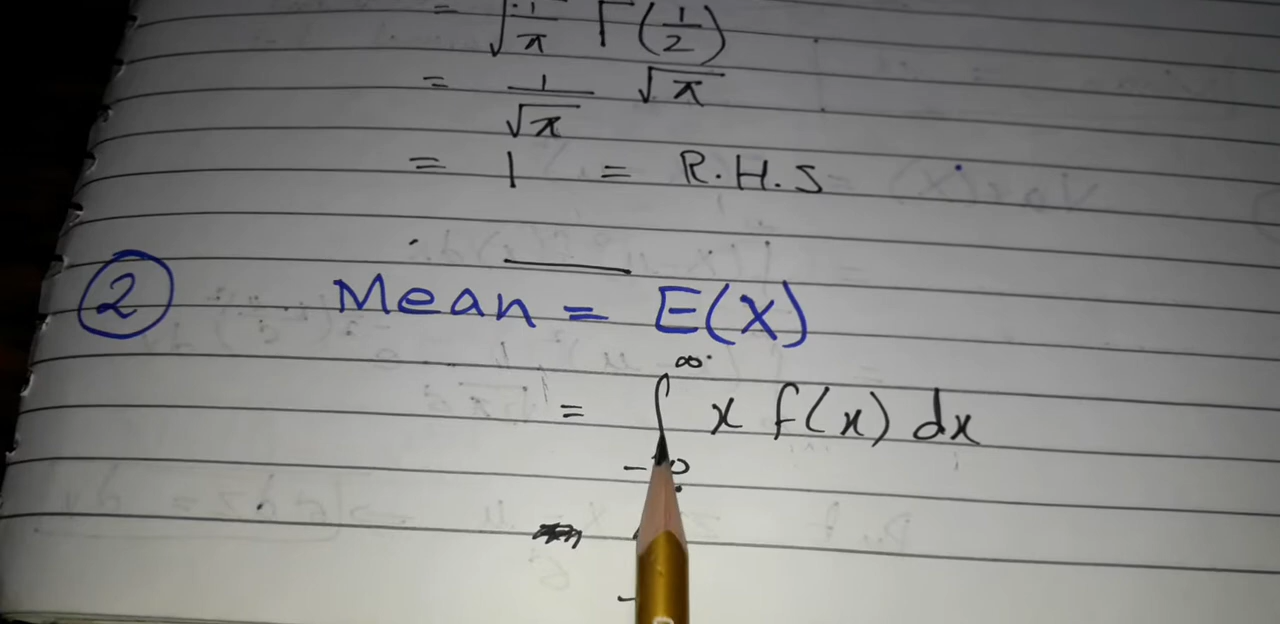 = √1/π Γ(1/2)
= 1/√π √π
= 1 = R.H.S
② Mean = E(X)
= ∫_{-∞}^{∞} x f(x) dx